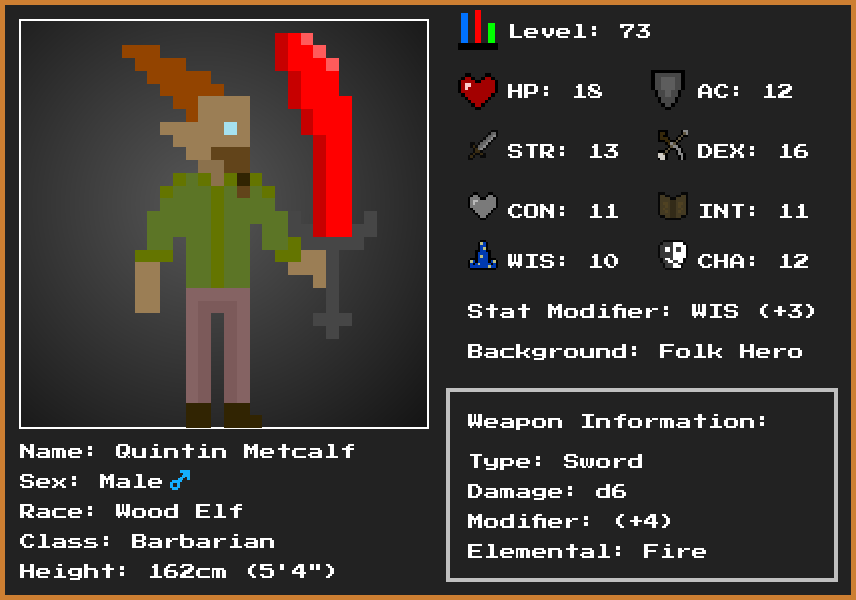 Level: 73
HP: 18
AC: 12
STR: 13
DEX: 16
CON: 11
INT: 11
WIS: 10
CHA: 12
Stat Modifier: WIS (+3)
Background: Folk Hero
Weapon Information:
Type: Sword
Damage: d6
Modifier: (+4)
Elemental: Fire
Name: Quintin Metcalf
Sex: Male ♂
Race: Wood Elf
Class: Barbarian
Height: 162cm (5'4")